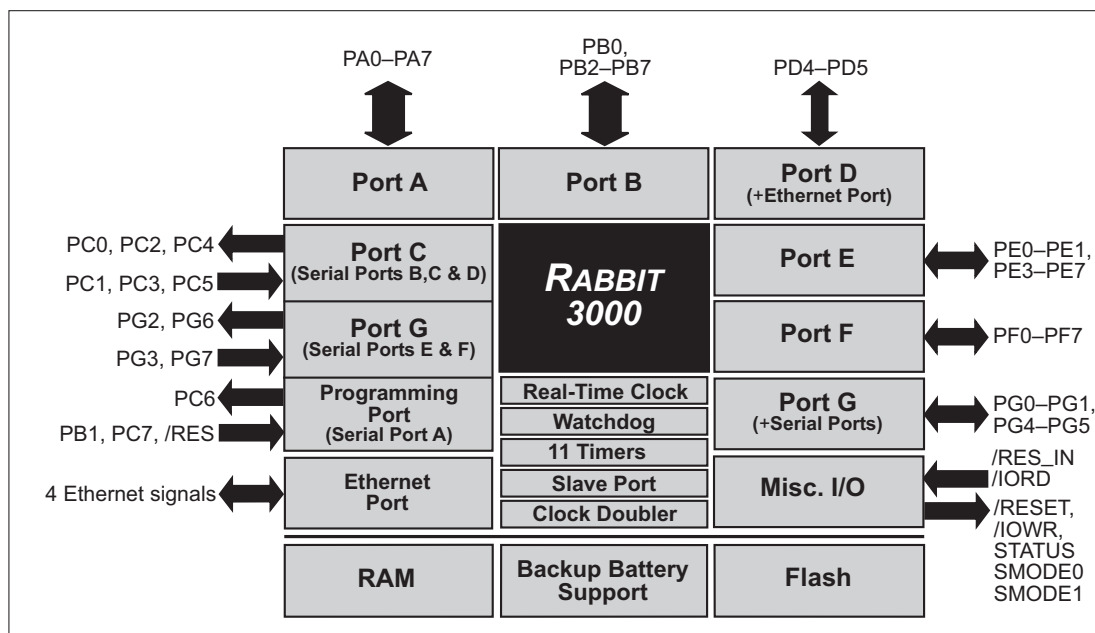 PA0–PA7
PB0,
PB2–PB7
PD4–PD5
Port A
Port B
Port D
(+Ethernet Port)
PC0, PC2, PC4
PC1, PC3, PC5
Port C
(Serial Ports B,C & D)
RABBIT
3000
Port E
PE0–PE1,
PE3–PE7
PG2, PG6
PG3, PG7
Port G
(Serial Ports E & F)
Port F
PF0–PF7
PC6
PB1, PC7, /RES
Programming
Port
(Serial Port A)
Real-Time Clock
Watchdog
11 Timers
Slave Port
Clock Doubler
Port G
(+Serial Ports)
PG0–PG1,
PG4–PG5
4 Ethernet signals
Ethernet
Port
Misc. I/O
/RES_IN
/IORD
/RESET,
/IOWR,
STATUS
SMODE0
SMODE1
RAM
Backup Battery
Support
Flash